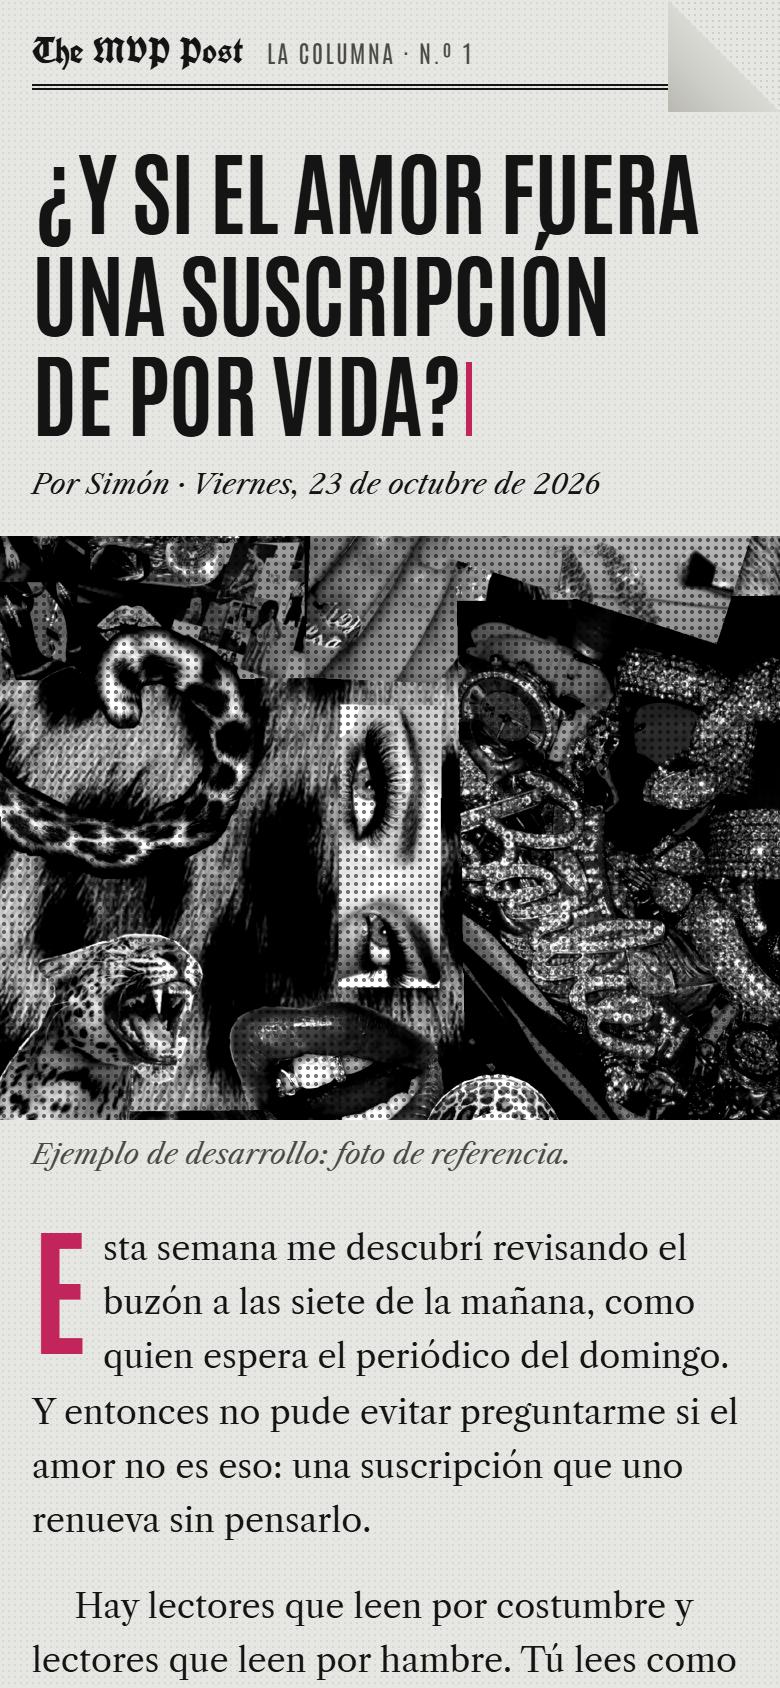 The MVP Post LA COLUMNA · N.º 1
¿Y SI EL AMOR FUERA
UNA SUSCRIPCIÓN
DE POR VIDA?
Por Simón · Viernes, 23 de octubre de 2026
Ejemplo de desarrollo: foto de referencia.
Esta semana me descubrí revisando el
buzón a las siete de la mañana, como
quien espera el periódico del domingo.
Y entonces no pude evitar preguntarme si el
amor no es eso: una suscripción que uno
renueva sin pensarlo.
Hay lectores que leen por costumbre y
lectores que leen por hambre. Tú lees como